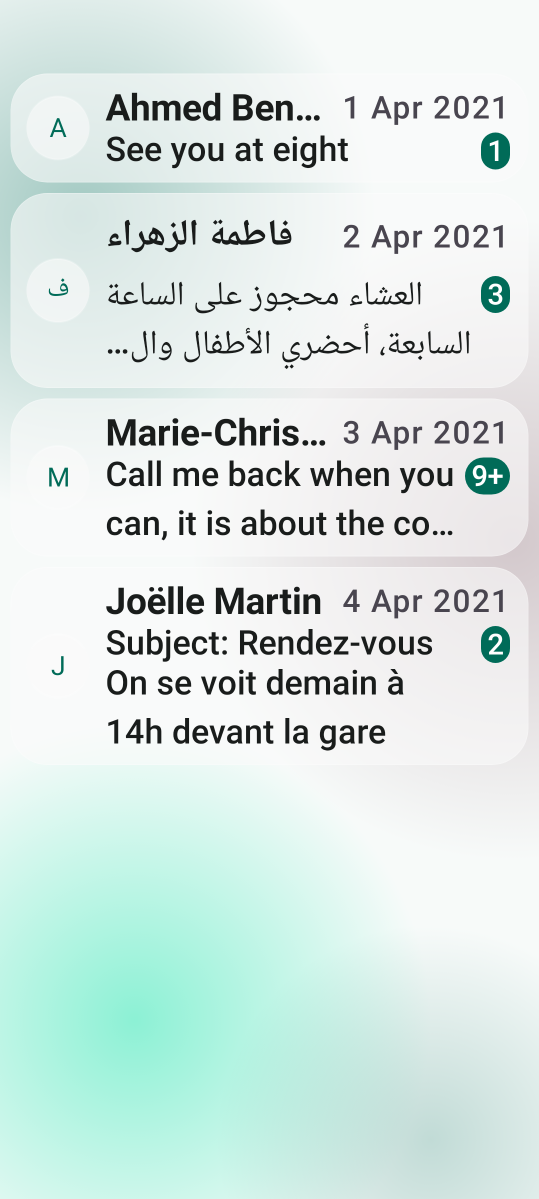 A
Ahmed Ben... 1 Apr 2021
See you at eight 1
فاطمة الزهراء 2 Apr 2021
ف
العشاء محجوز على الساعة 3
السابعة، أحضري الأطفال وال...
Marie-Chris... 3 Apr 2021
M
Call me back when you 9+
can, it is about the co...
Joëlle Martin 4 Apr 2021
Subject: Rendez-vous 2
J
On se voit demain à
14h devant la gare